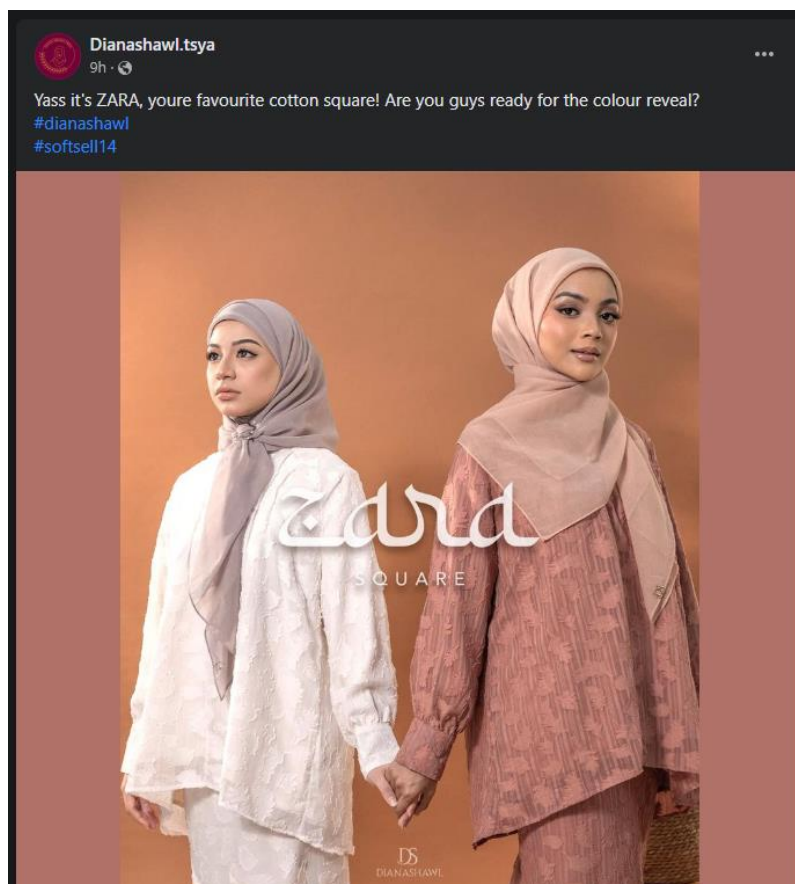 Dianashawl.tsya
9h
Yass it's ZARA, youre favourite cotton square! Are you guys ready for the colour reveal?
#dianashawl
#softsell14
zara
SQUARE
DS
DIANASHAWL